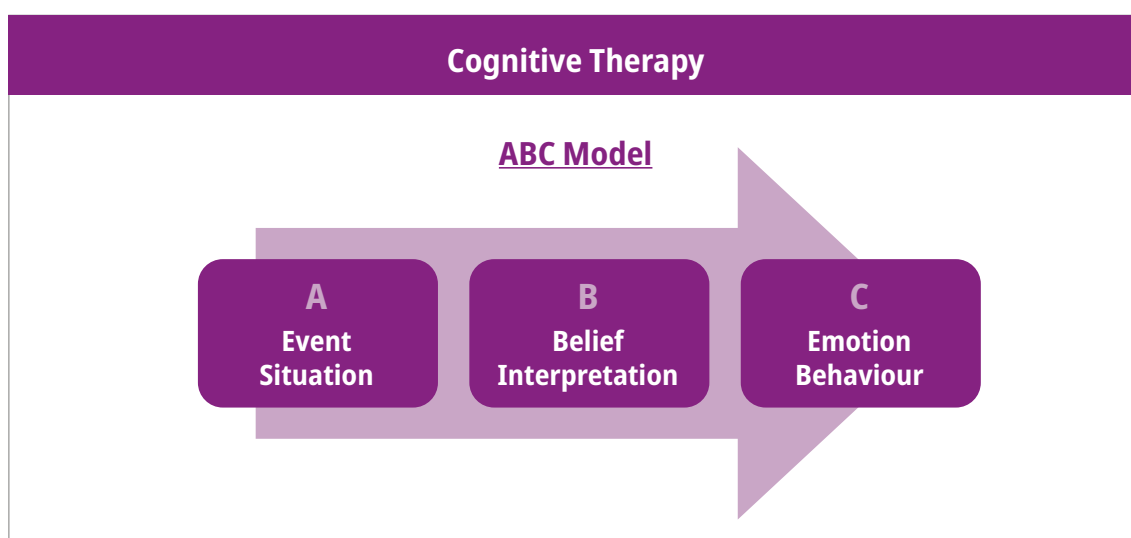 Cognitive Therapy
ABC Model
A
Event
Situation
B
Belief
Interpretation
C
Emotion
Behaviour